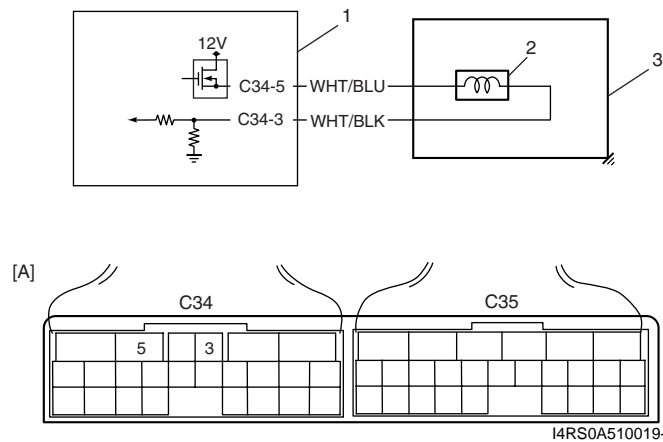 1
2
3
12V
C34-5 WHT/BLU
C34-3 WHT/BLK
[A]
C34 C35
5 3
I4RS0A510019-